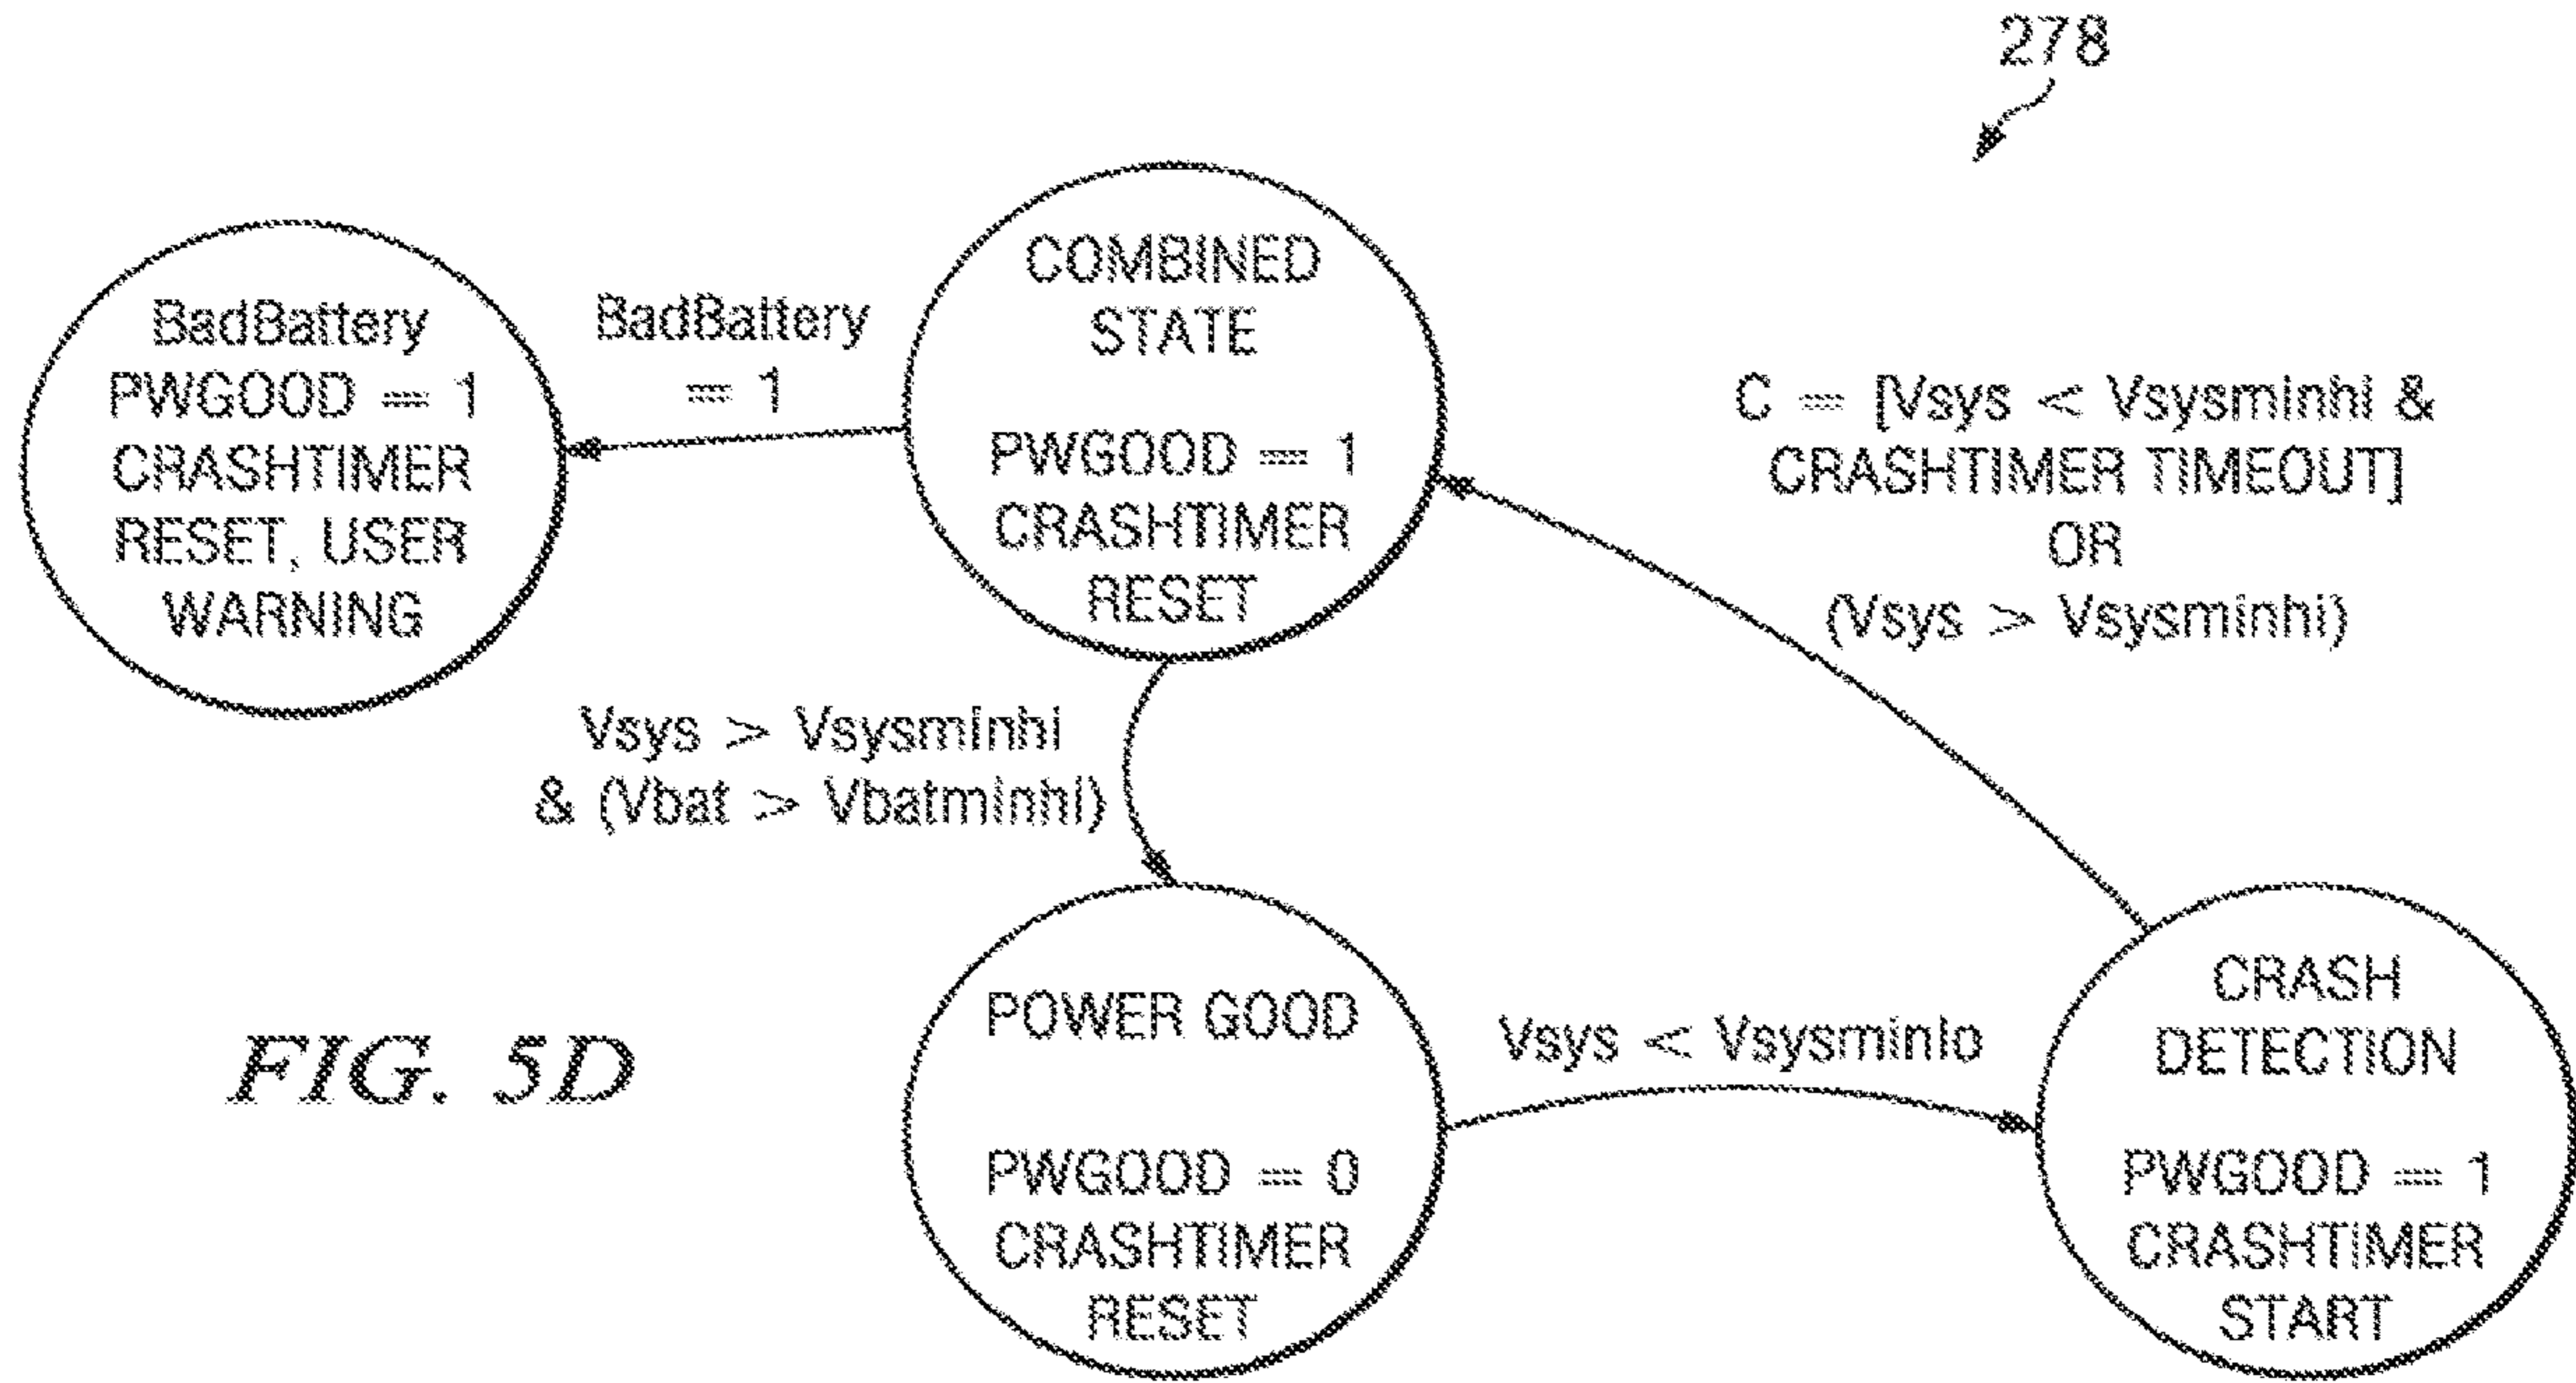 278
BadBattery
PWGOOD = 1
CRASHTIMER
RESET, USER
WARNING
BadBattery
= 1
COMBINED
STATE
PWGOOD = 1
CRASHTIMER
RESET
C = [Vsys < Vsysminhi &
CRASHTIMER TIMEOUT]
OR
(Vsys > Vsysminhi)
Vsys > Vsysminhi
& (Vbat > Vbatminhi)
POWER GOOD
PWGOOD = 0
CRASHTIMER
RESET
Vsys < Vsysminlo
CRASH
DETECTION
PWGOOD = 1
CRASHTIMER
START
FIG. 5D